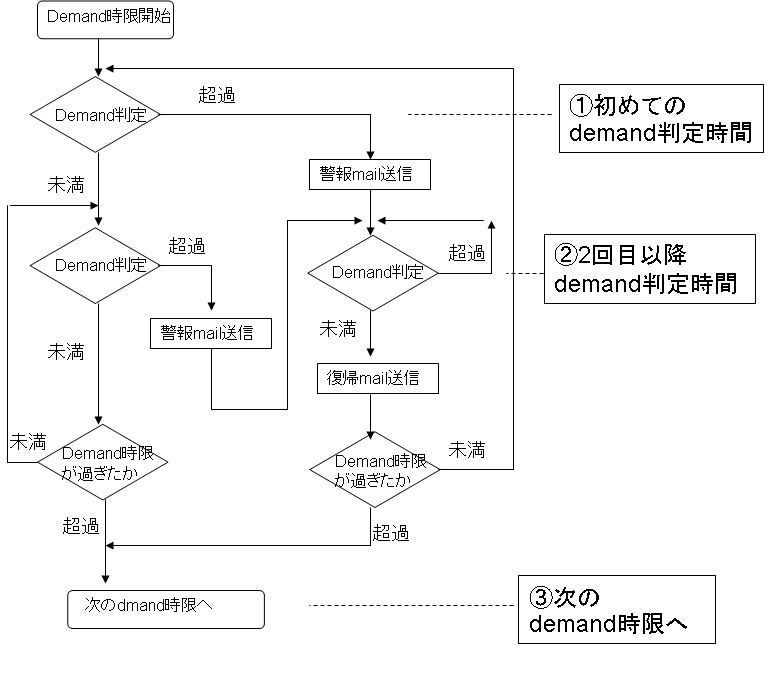 Demand時限開始
超過
Demand判定
①初めての
demand判定時間
警報mail送信
未満
超過
Demand判定
超過
Demand判定
②2回目以降
demand判定時間
未満
警報mail送信
未満
復帰mail送信
未満
Demand時限
が過ぎたか
Demand時限
が過ぎたか
未満
超過
超過
次のdmand時限へ
③次の
demand時限へ